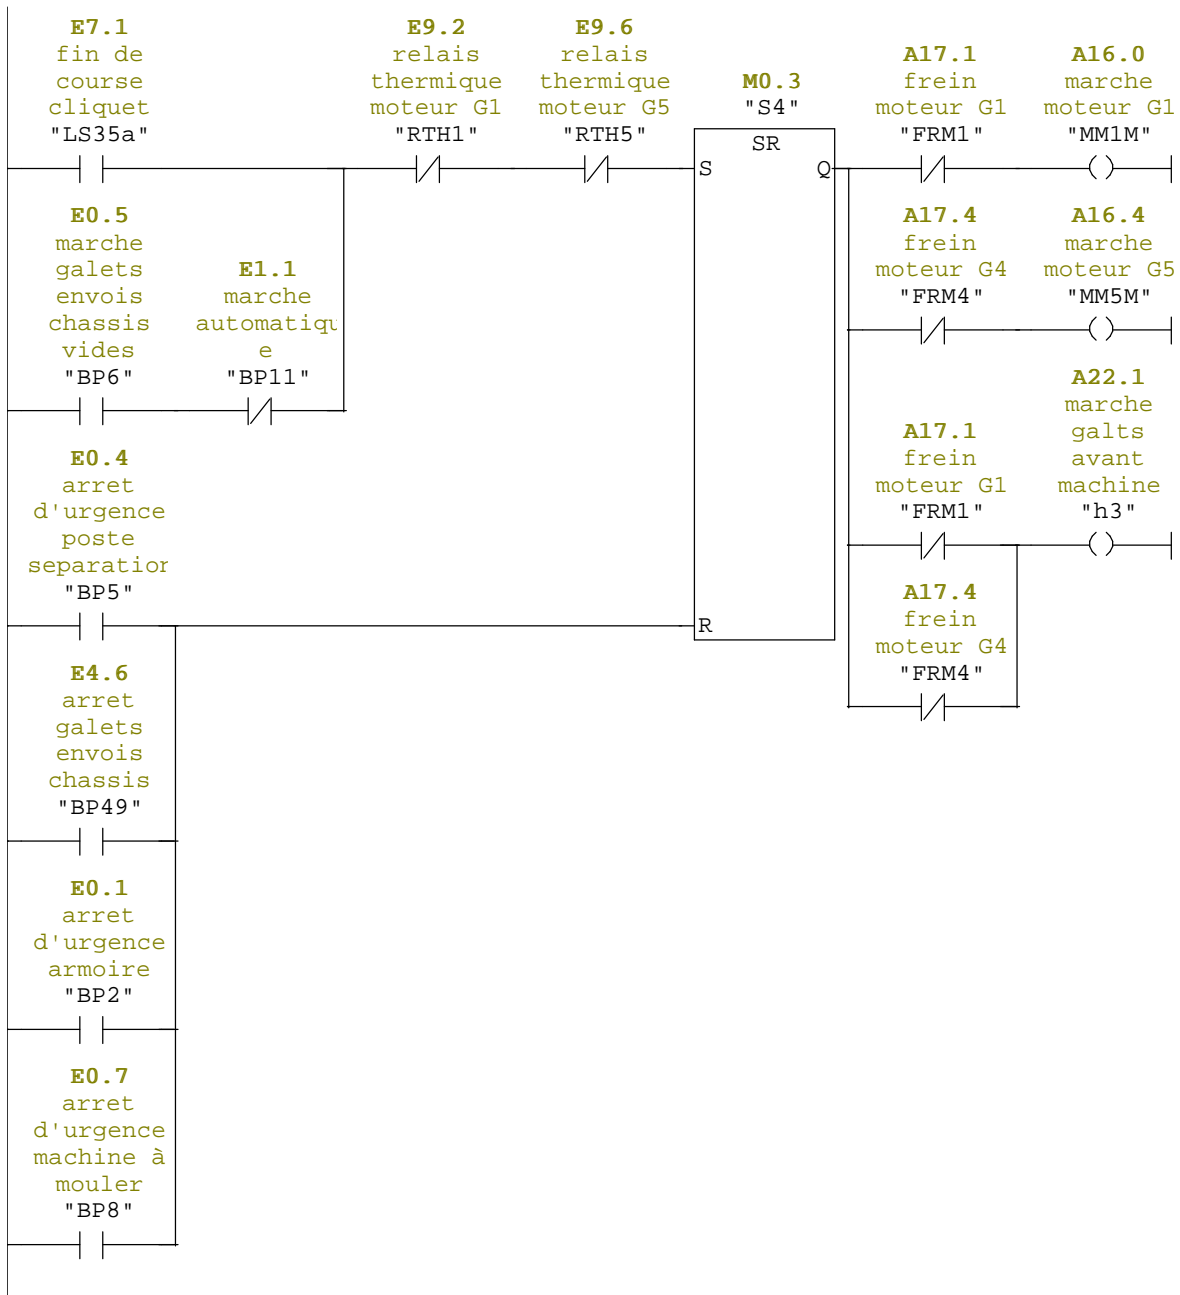 E7.1
fin de
course
cliquet
"LS35a"
E9.2
relais
thermique
moteur G1
"RTH1"
E9.6
relais
thermique
moteur G5
"RTH5"
M0.3
"S4"
SR
S
Q
R
A17.1
frein
moteur G1
"FRM1"
A16.0
marche
moteur G1
"MM1M"
E0.5
marche
galets
envois
chassis
vides
"BP6"
E1.1
marche
automatiqu
e
"BP11"
A17.4
frein
moteur G4
"FRM4"
A16.4
marche
moteur G5
"MM5M"
E0.4
arret
d'urgence
poste
separation
"BP5"
A17.1
frein
moteur G1
"FRM1"
A22.1
marche
galts
avant
machine
"h3"
A17.4
frein
moteur G4
"FRM4"
E4.6
arret
galets
envois
chassis
"BP49"
E0.1
arret
d'urgence
armoire
"BP2"
E0.7
arret
d'urgence
machine à
mouler
"BP8"